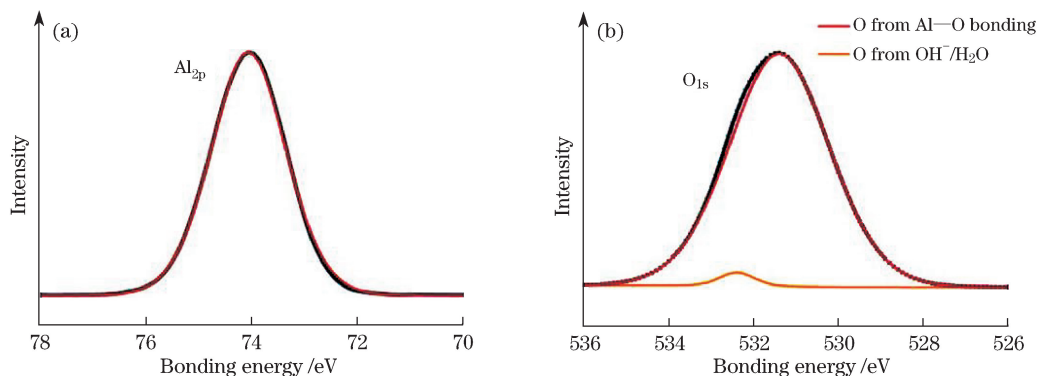 (a)
Al2p
Intensity
78 76 74 72 70
Bonding energy /eV
(b)
O from Al—O bonding
O from OH⁻/H2O
O1s
Intensity
536 534 532 530 528 526
Bonding energy /eV